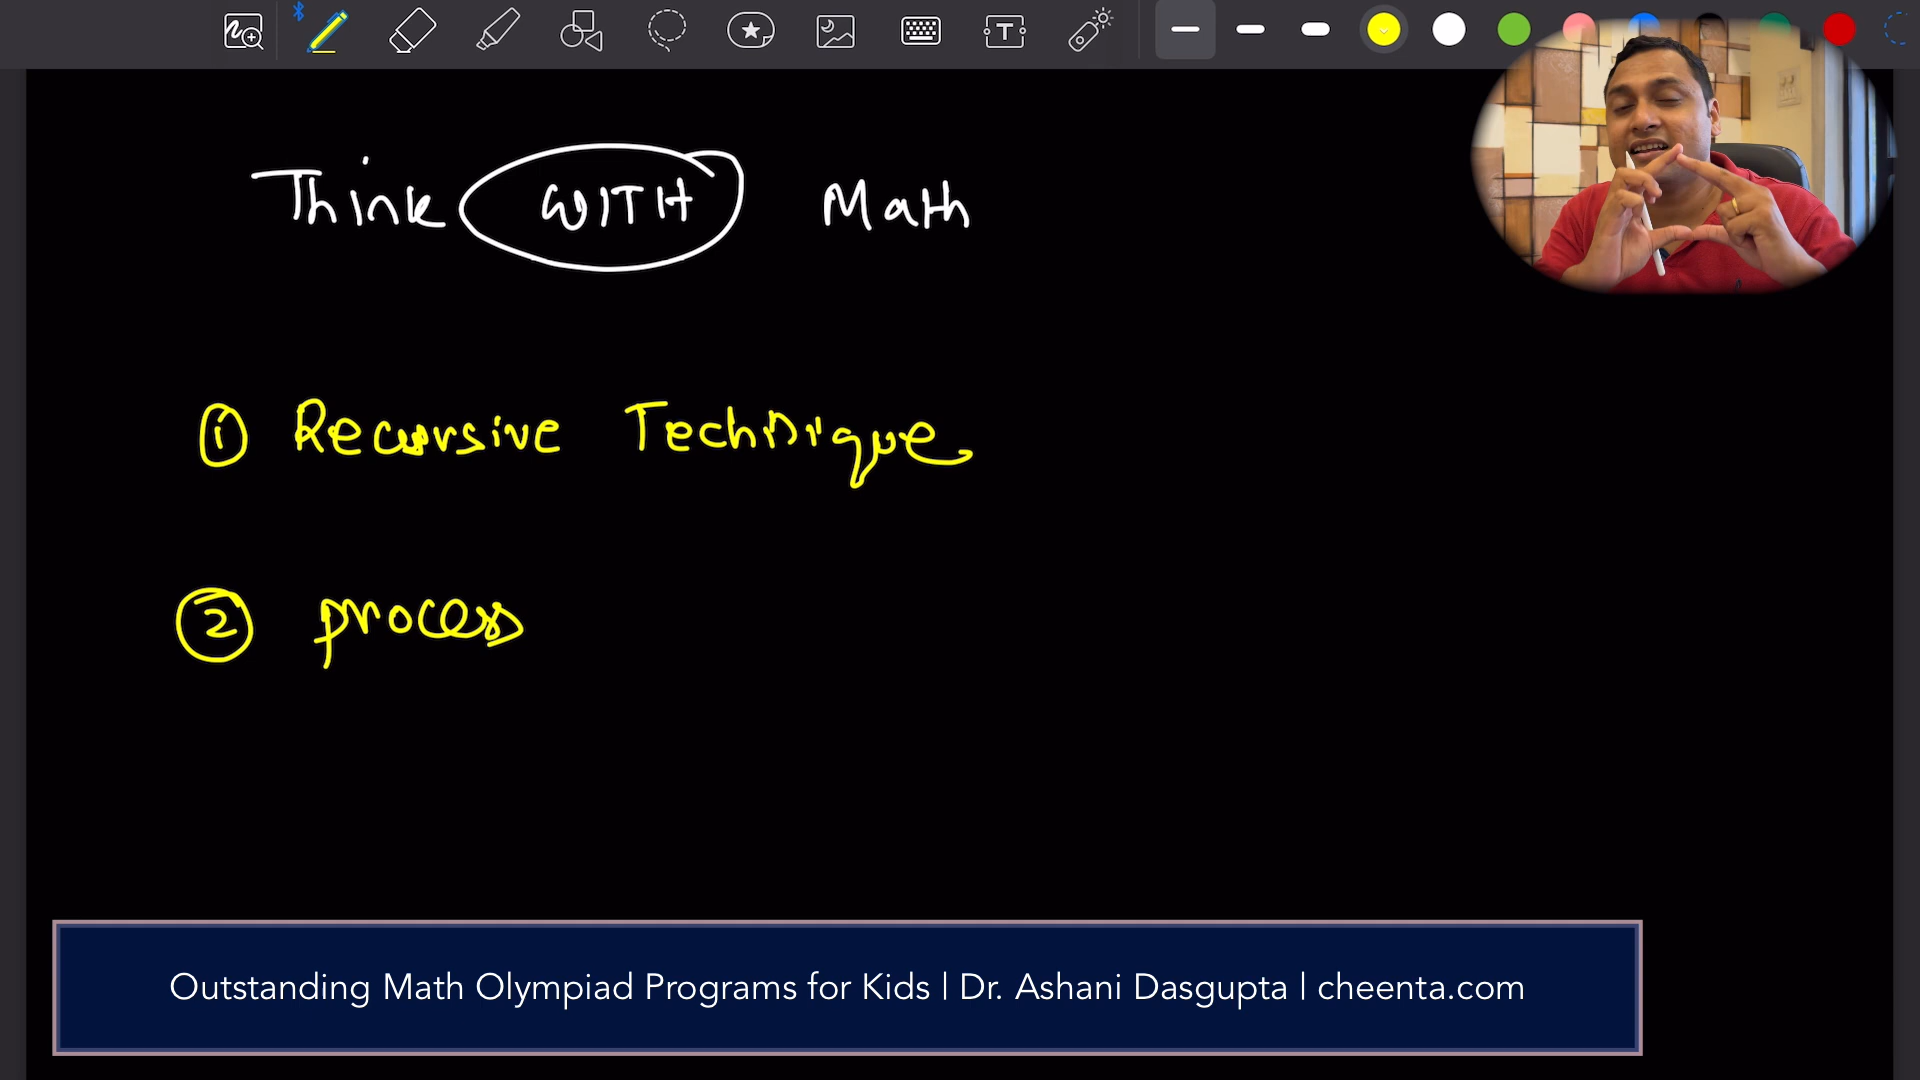 Think WITH Math
① Recursive Technique
② process
Outstanding Math Olympiad Programs for Kids | Dr. Ashani Dasgupta | cheenta.com